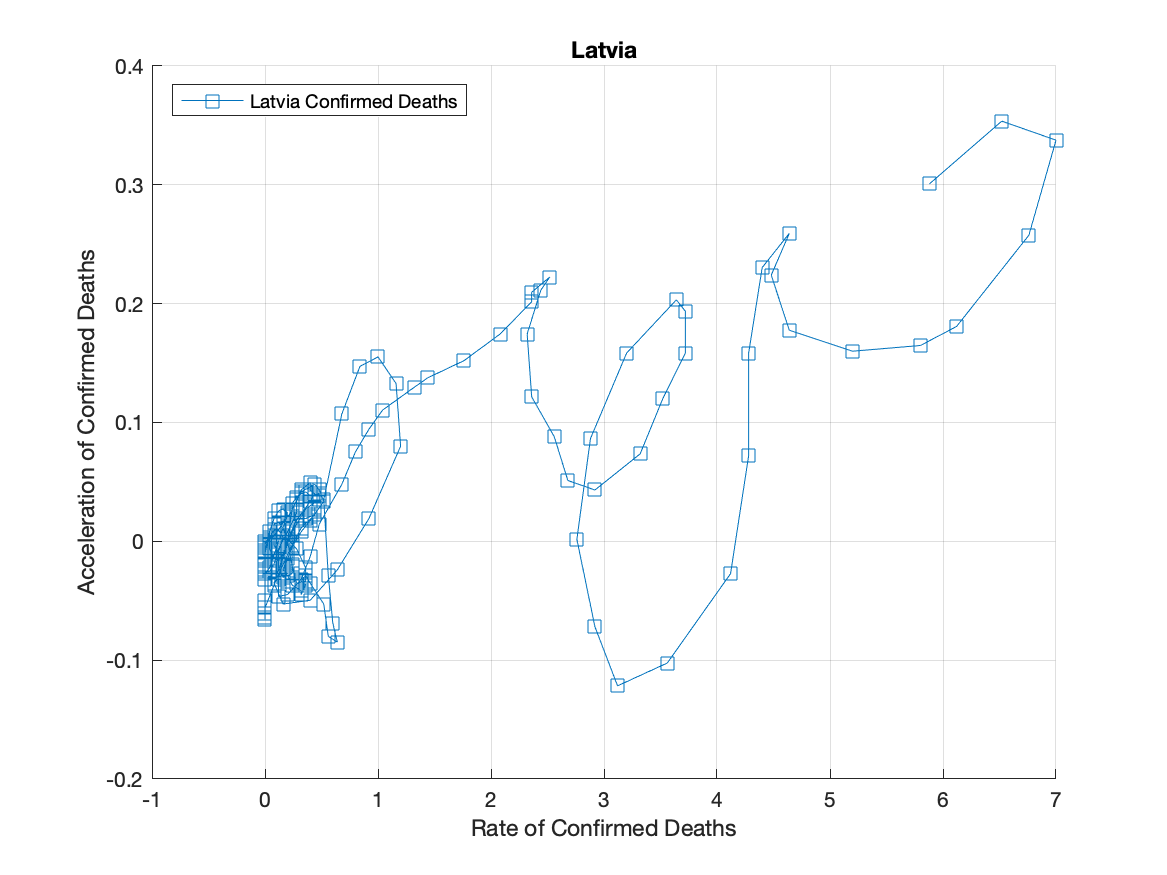 Latvia
Latvia Confirmed Deaths
0.4
0.3
0.2
0.1
0
-0.1
-0.2
-1 0 1 2 3 4 5 6 7
Rate of Confirmed Deaths
Acceleration of Confirmed Deaths